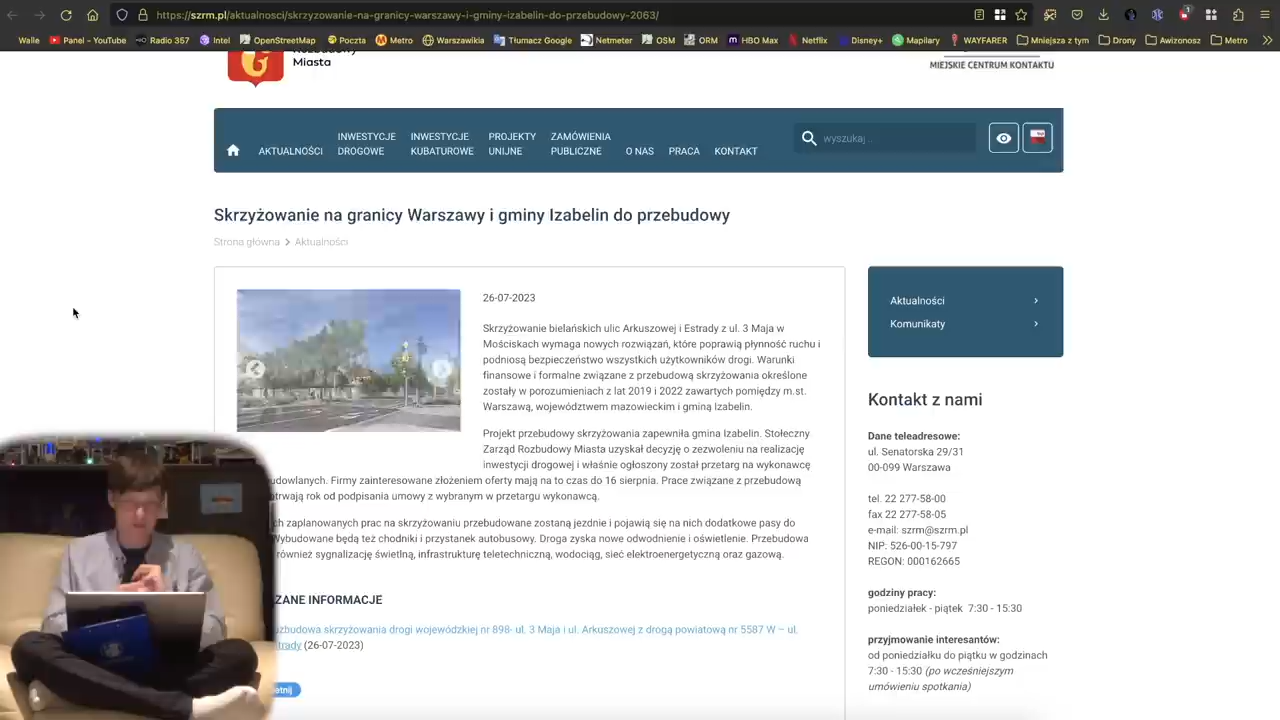 https://szrm.pl/aktualnosci/skrzyzowanie-na-granicy-warszawy-i-gminy-izabelin-do-przebudowy-2063/
Walle Premium - YouTube Radio 357 Intel OpenStreetMap Poczta Metro Warszawikia Tłumacz Google Netmeter OSM ORM HBO Max Netflix Disney+ Mapilary WAYFARER Mniejsza z tym Drony Awizonosz Metro
Miasta
MIEJSKIE CENTRUM KONTAKTU
AKTUALNOŚCI
INWESTYCJE
DROGOWE
INWESTYCJE
KUBATUROWE
PROJEKTY
UNIJNE
ZAMÓWIENIA
PUBLICZNE
O NAS
PRACA
KONTAKT
wyszukaj...
Skrzyżowanie na granicy Warszawy i gminy Izabelin do przebudowy
Strona główna > Aktualności
26-07-2023
Skrzyżowanie bielańskich ulic Arkuszowej i Estrady z ul. 3 Maja w
Mościskach wymaga nowych rozwiązań, które poprawią płynność ruchu i
podniosą bezpieczeństwo wszystkich użytkowników drogi. Warunki
finansowe i formalne związane z przebudową skrzyżowania określone
zostały w porozumieniach z lat 2019 i 2022 zawartych pomiędzy m.st.
Warszawą, województwem mazowieckim i gminą Izabelin.
Projekt przebudowy skrzyżowania zapewniła gmina Izabelin. Stołeczny
Zarząd Rozbudowy Miasta uzyskał decyzję o zezwoleniu na realizację
inwestycji drogowej i właśnie ogłoszony został przetarg na wykonawcę
udowlanych. Firmy zainteresowane złożeniem oferty mają na to czas do 16 sierpnia. Prace związane z przebudową
trwają rok od podpisania umowy z wybranym w przetargu wykonawcą.
ch zaplanowanych prac na skrzyżowaniu przebudowane zostaną jezdnie i pojawią się na nich dodatkowe pasy do
Wybudowane będą też chodniki i przystanek autobusowy. Droga zyska nowe odwodnienie i oświetlenie. Przebudowa
również sygnalizację świetlną, infrastrukturę teletechniczną, wodociąg, sieć elektroenergetyczną oraz gazową.
ZANE INFORMACJE
ozbudowa skrzyżowania drogi wojewódzkiej nr 898- ul. 3 Maja i ul. Arkuszowej z drogą powiatową nr 5587 W – ul.
strady (26-07-2023)
etnij
Aktualności >
Komunikaty >
Kontakt z nami
Dane teleadresowe:
ul. Senatorska 29/31
00-099 Warszawa
tel. 22 277-58-00
fax 22 277-58-05
e-mail: szrm@szrm.pl
NIP: 526-00-15-797
REGON: 000162665
godziny pracy:
poniedziałek - piątek 7:30 - 15:30
przyjmowanie interesantów:
od poniedziałku do piątku w godzinach
7:30 - 15:30 (po wcześniejszym
umówieniu spotkania)